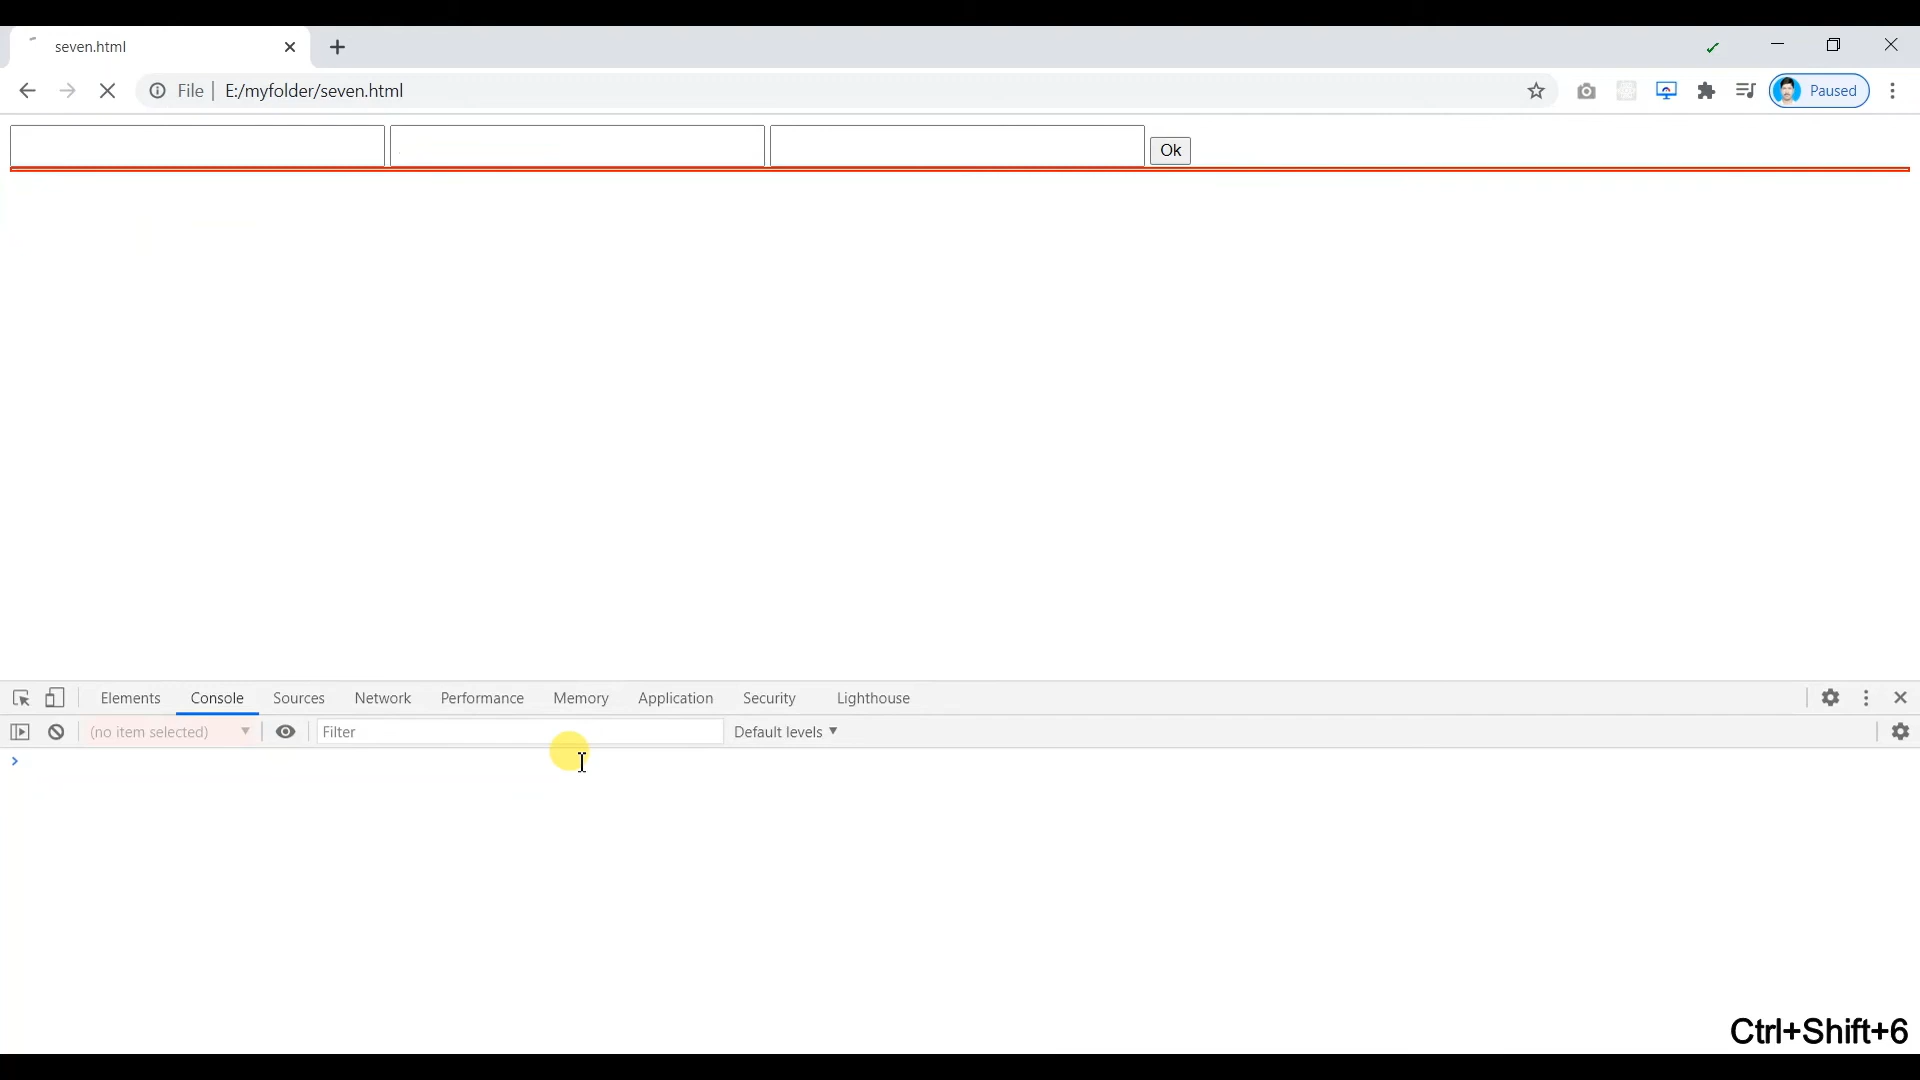 seven.html
File | E:/myfolder/seven.html
Paused
Ok
Elements Console Sources Network Performance Memory Application Security Lighthouse
(no item selected) Filter Default levels
Ctrl+Shift+6